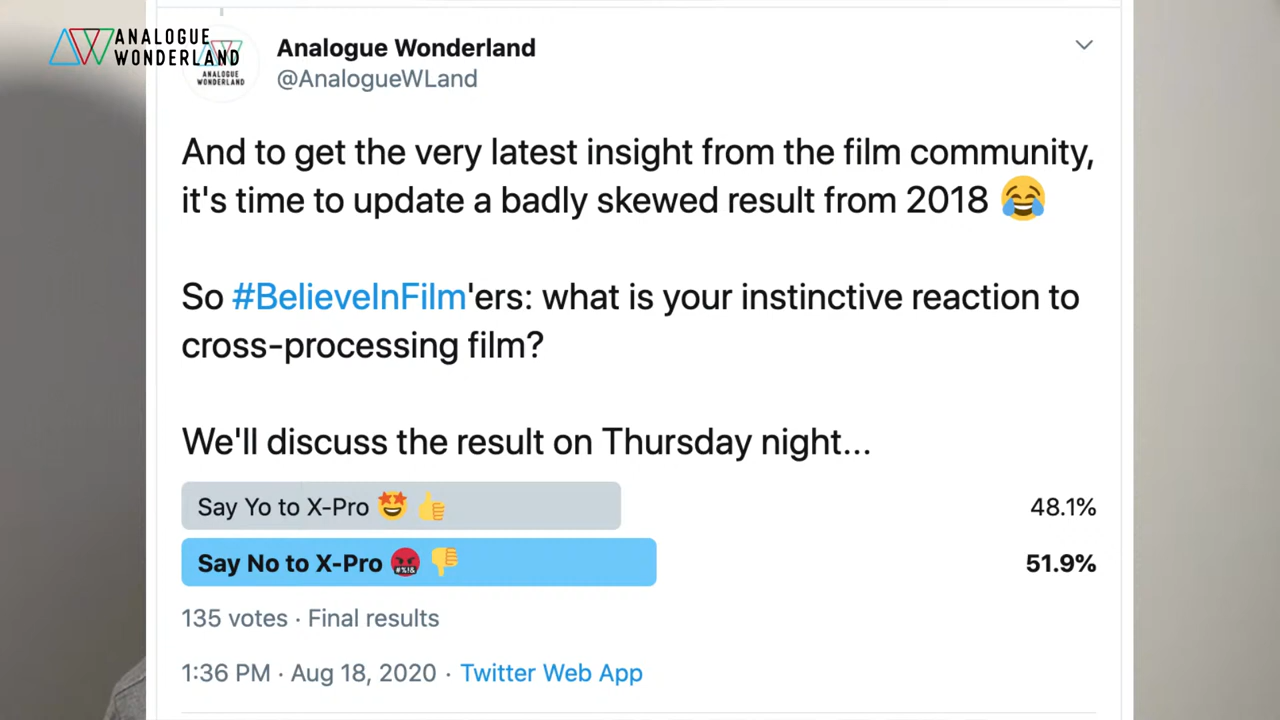 ANALOGUE
WONDERLAND
ANALOGUE
WONDERLAND
Analogue Wonderland
@AnalogueWLand
And to get the very latest insight from the film community,
it's time to update a badly skewed result from 2018 😂
So #BelieveInFilm'ers: what is your instinctive reaction to
cross-processing film?
We'll discuss the result on Thursday night...
Say Yo to X-Pro 🤩 👍 48.1%
Say No to X-Pro 🤬 👎 51.9%
135 votes · Final results
1:36 PM · Aug 18, 2020 · Twitter Web App